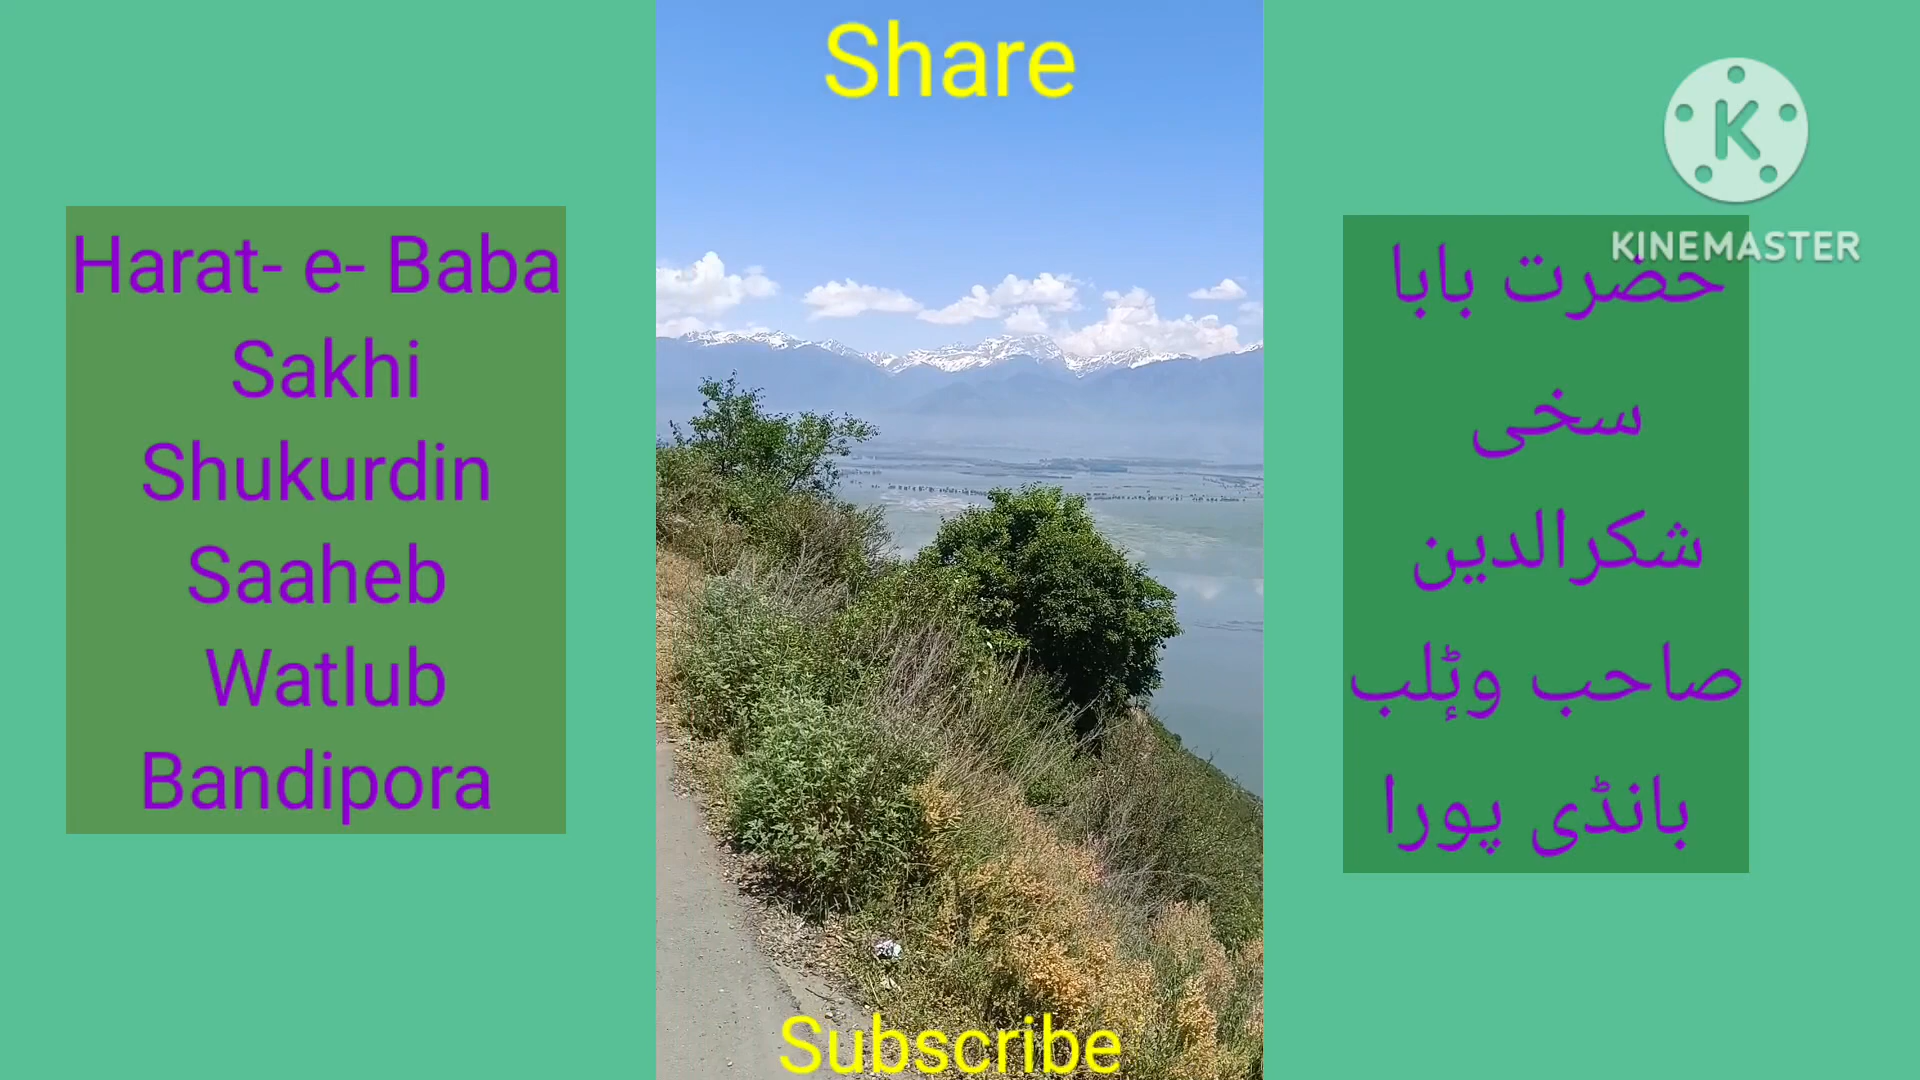 Share
Harat- e- Baba
Sakhi
Shukurdin
Saaheb
Watlub
Bandipora
K
KINEMASTER
حضرت بابا
سخی
شکرالدین
صاحب وٹلب
بانڈی پورا
Subscribe